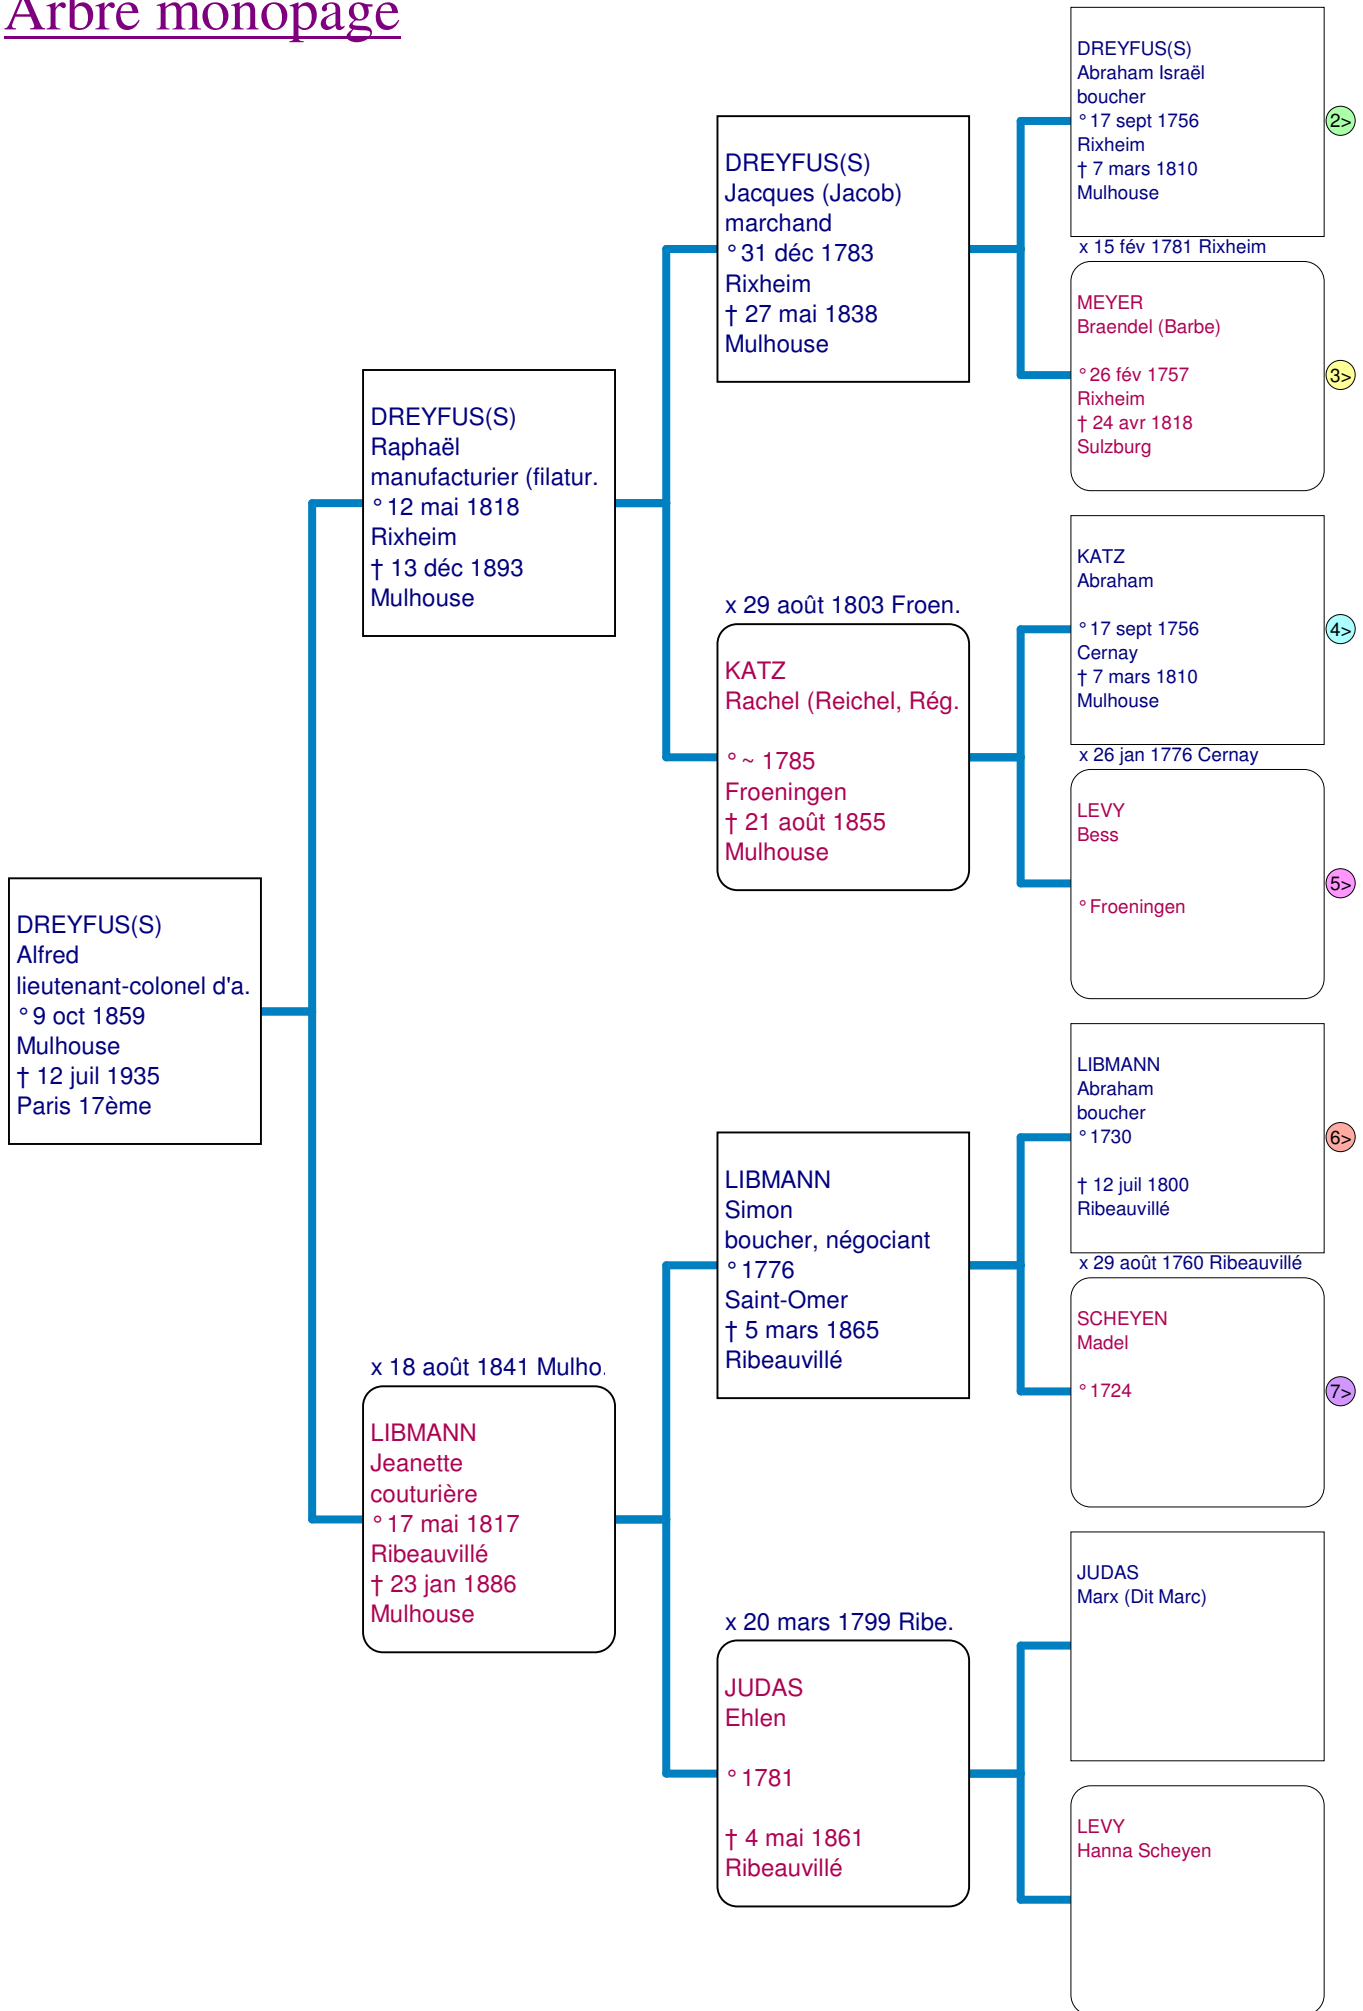 Arbre monopage
DREYFUS(S)
Alfred
lieutenant-colonel d'a.
° 9 oct 1859
Mulhouse
† 12 juil 1935
Paris 17ème
DREYFUS(S)
Raphaël
manufacturier (filatur.
° 12 mai 1818
Rixheim
† 13 déc 1893
Mulhouse
x 18 août 1841 Mulho.
LIBMANN
Jeanette
couturière
° 17 mai 1817
Ribeauvillé
† 23 jan 1886
Mulhouse
DREYFUS(S)
Jacques (Jacob)
marchand
° 31 déc 1783
Rixheim
† 27 mai 1838
Mulhouse
x 29 août 1803 Froen.
KATZ
Rachel (Reichel, Rég.
° ~ 1785
Froeningen
† 21 août 1855
Mulhouse
LIBMANN
Simon
boucher, négociant
° 1776
Saint-Omer
† 5 mars 1865
Ribeauvillé
x 20 mars 1799 Ribe.
JUDAS
Ehlen
° 1781
† 4 mai 1861
Ribeauvillé
DREYFUS(S)
Abraham Israël
boucher
° 17 sept 1756
Rixheim
† 7 mars 1810
Mulhouse
2>
x 15 fév 1781 Rixheim
MEYER
Braendel (Barbe)
° 26 fév 1757
Rixheim
† 24 avr 1818
Sulzburg
3>
KATZ
Abraham
° 17 sept 1756
Cernay
† 7 mars 1810
Mulhouse
4>
x 26 jan 1776 Cernay
LEVY
Bess
° Froeningen
5>
LIBMANN
Abraham
boucher
° 1730
† 12 juil 1800
Ribeauvillé
6>
x 29 août 1760 Ribeauvillé
SCHEYEN
Madel
° 1724
7>
JUDAS
Marx (Dit Marc)
LEVY
Hanna Scheyen